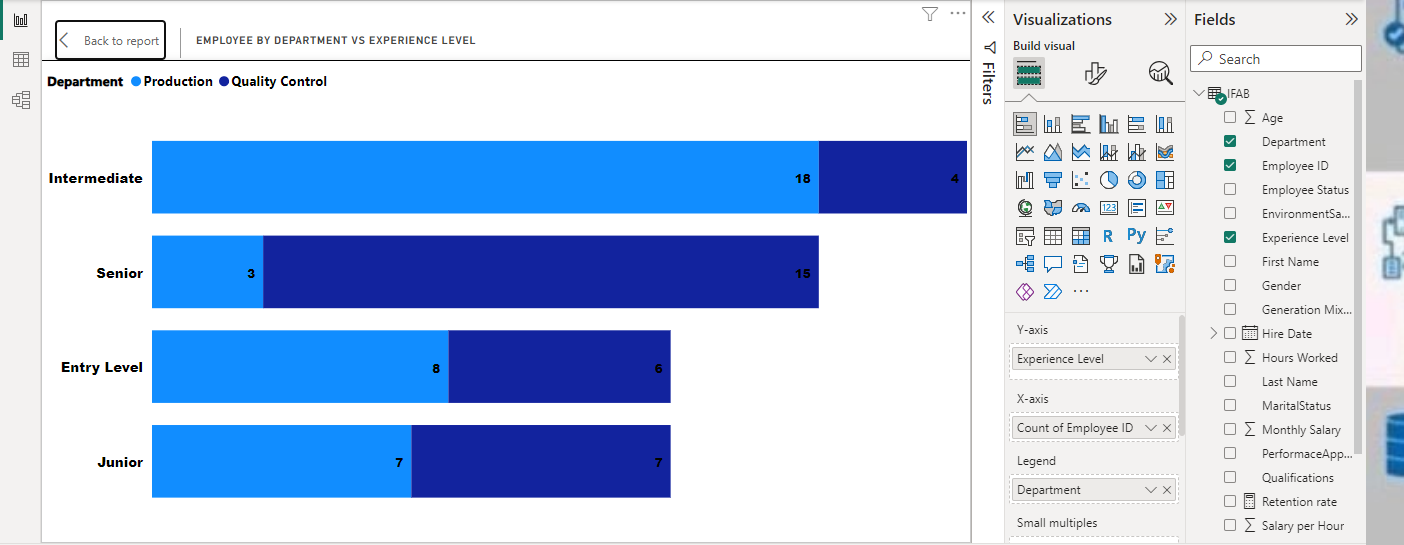 Back to report
EMPLOYEE BY DEPARTMENT VS EXPERIENCE LEVEL
Department Production Quality Control
Intermediate 18 4
Senior 3 15
Entry Level 8 6
Junior 7 7
Filters
Visualizations
Build visual
123
R Py
Y-axis
Experience Level
X-axis
Count of Employee ID
Legend
Department
Small multiples
Fields
Search
IFAB
Age
Department
Employee ID
Employee Status
EnvironmentSa...
Experience Level
First Name
Gender
Generation Mix...
Hire Date
Hours Worked
Last Name
MaritalStatus
Monthly Salary
PerformaceApp...
Qualifications
Retention rate
Salary per Hour